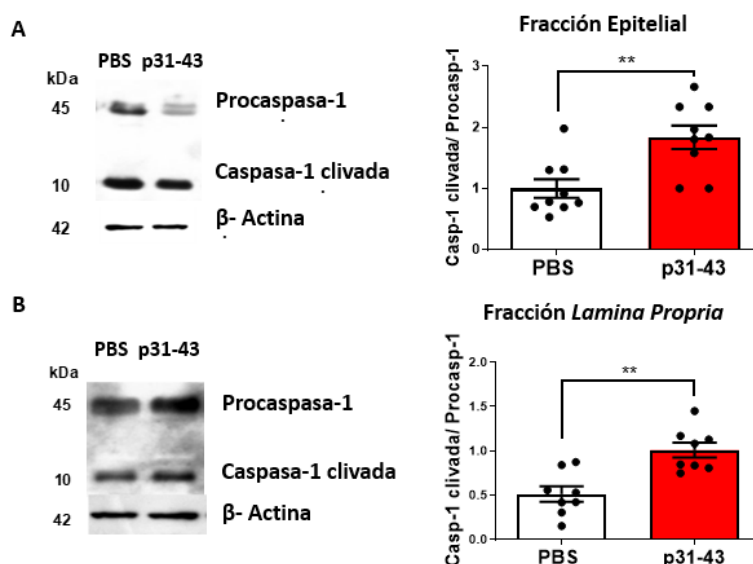 A
PBS p31-43
kDa
45
Procaspasa-1
10
Caspasa-1 clivada
42
β- Actina
Fracción Epitelial
**
Casp-1 clivada/ Procasp-1
3
2
1
0
PBS
p31-43
B
PBS p31-43
kDa
45
Procaspasa-1
10
Caspasa-1 clivada
42
β- Actina
Fracción Lamina Propria
**
Casp-1 clivada/ Procasp-1
2.0
1.5
1.0
0.5
0.0
PBS
p31-43